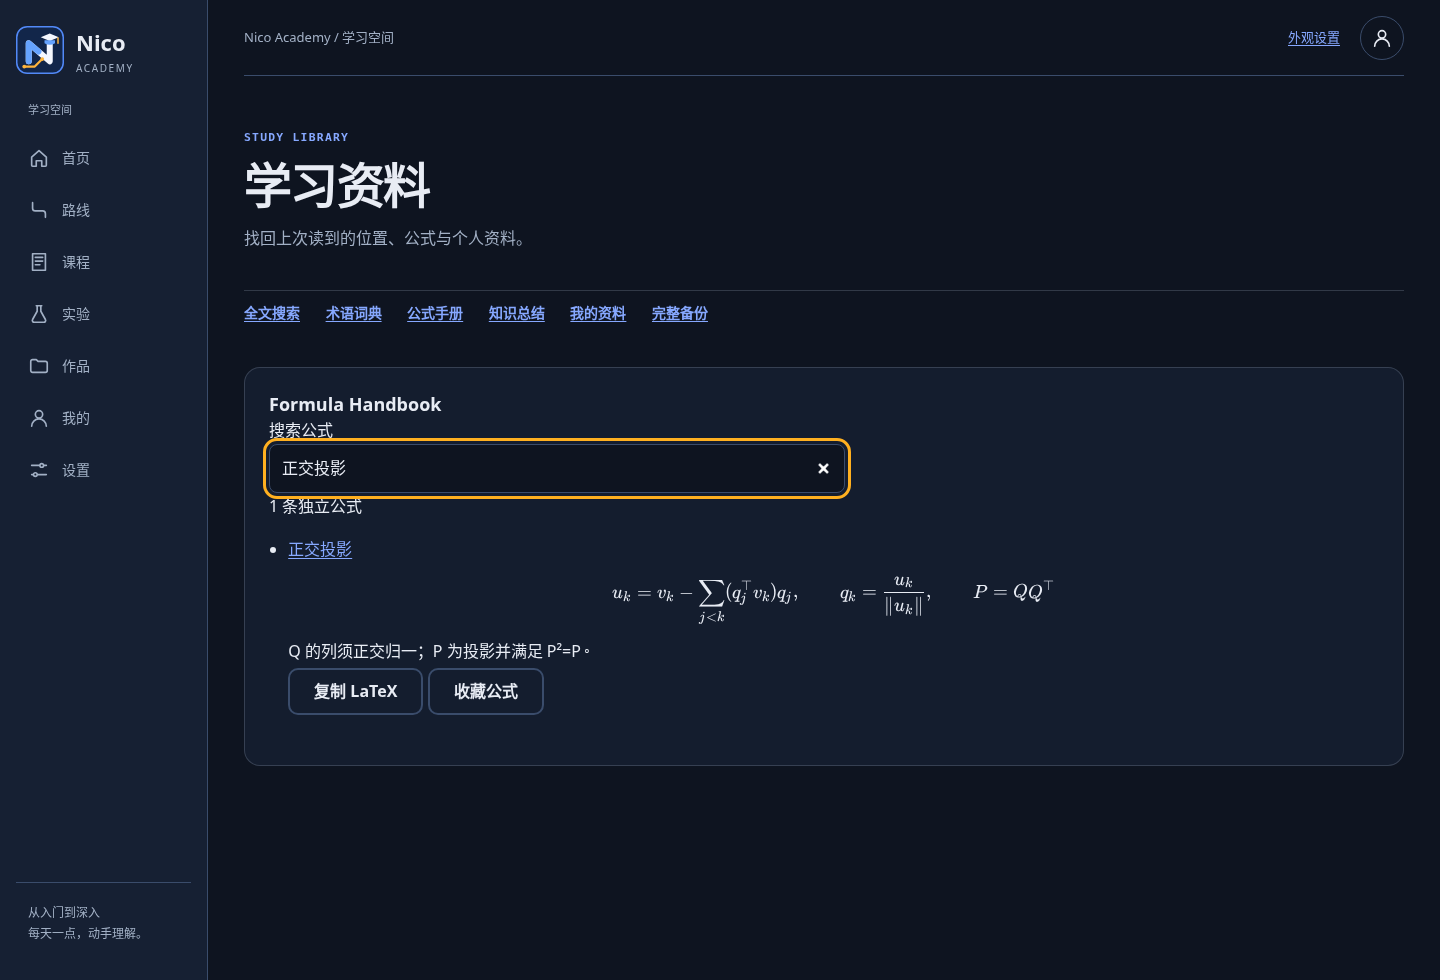 Nico
ACADEMY
学习空间
首页
路线
课程
实验
作品
我的
设置
从入门到深入
每天一点，动手理解。
Nico Academy / 学习空间
外观设置
STUDY LIBRARY
学习资料
找回上次读到的位置、公式与个人资料。
全文搜索 术语词典 公式手册 知识总结 我的资料 完整备份
Formula Handbook
搜索公式
正交投影
1 条独立公式
正交投影
u_k = v_k − ∑_{j<k} (q_j^⊤ v_k) q_j, q_k = u_k / ‖u_k‖, P = QQ^⊤
Q 的列须正交归一；P 为投影并满足 P²=P。
复制 LaTeX 收藏公式